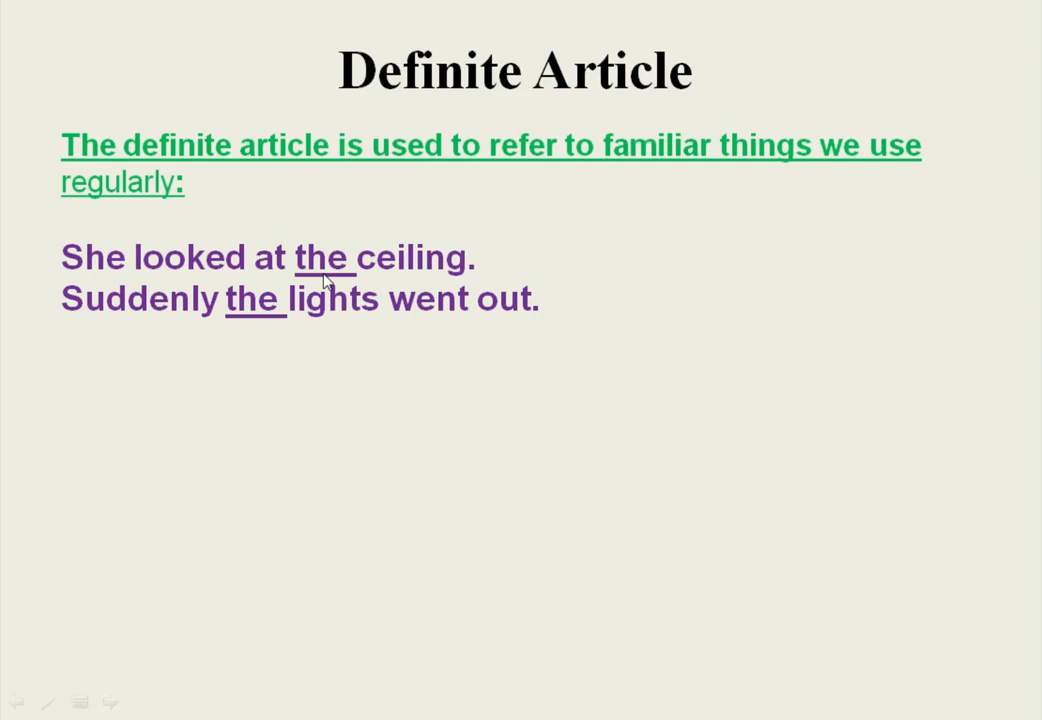 Definite Article
The definite article is used to refer to familiar things we use
regularly:
She looked at the ceiling.
Suddenly the lights went out.